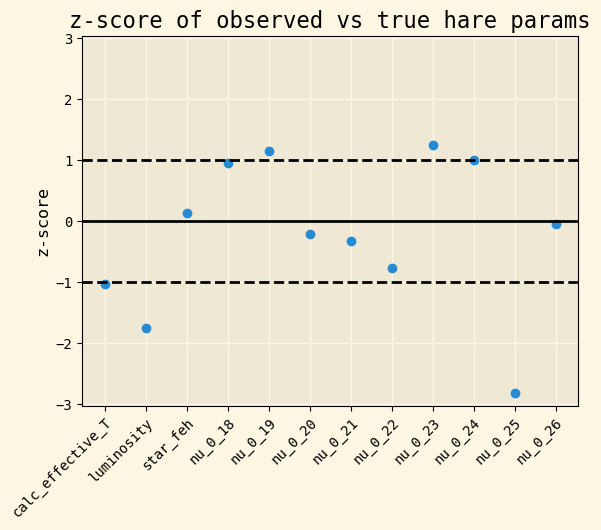 z-score of observed vs true hare params
z-score
3
2
1
0
−1
−2
−3
calc_effective_T
luminosity
star_feh
nu_0_18
nu_0_19
nu_0_20
nu_0_21
nu_0_22
nu_0_23
nu_0_24
nu_0_25
nu_0_26